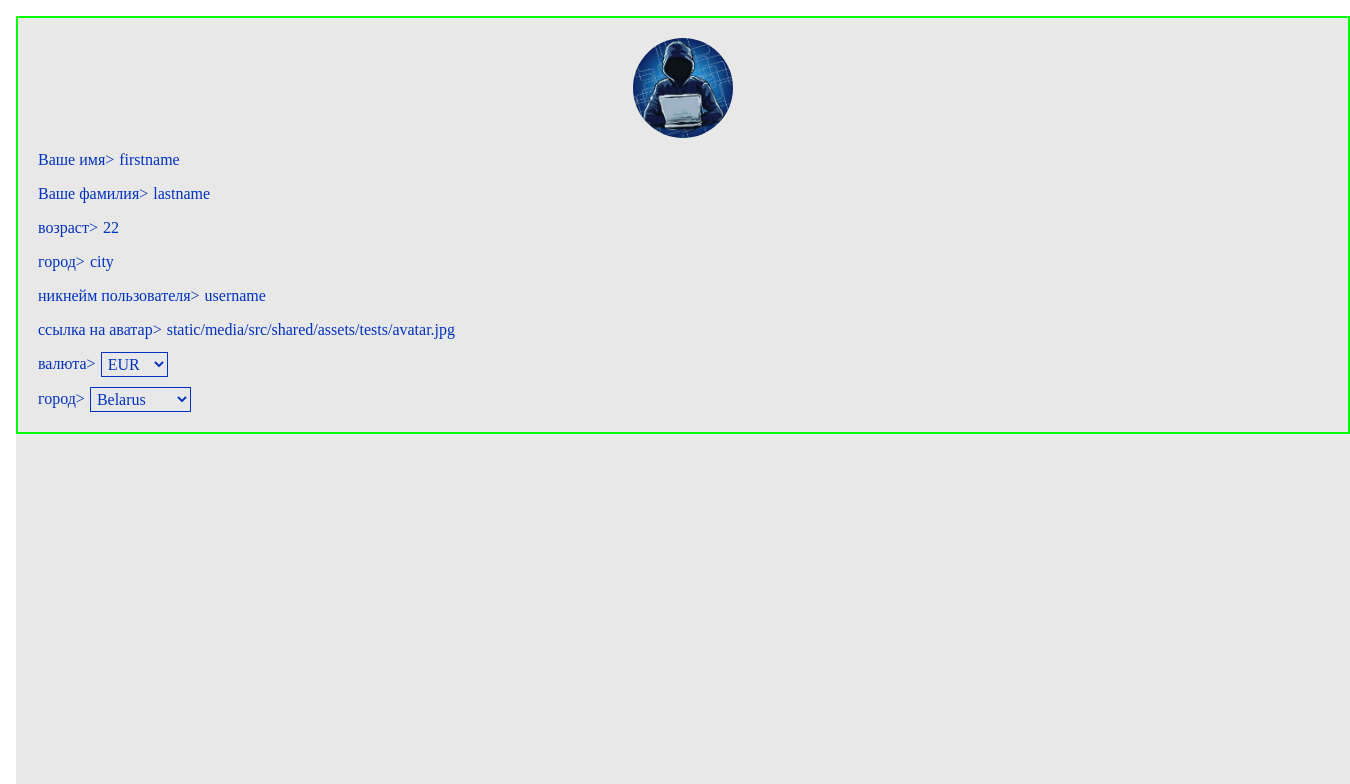 Ваше имя> firstname
Ваше фамилия> lastname
возраст> 22
город> city
никнейм пользователя> username
ссылка на аватар> static/media/src/shared/assets/tests/avatar.jpg
валюта> EUR
город> Belarus